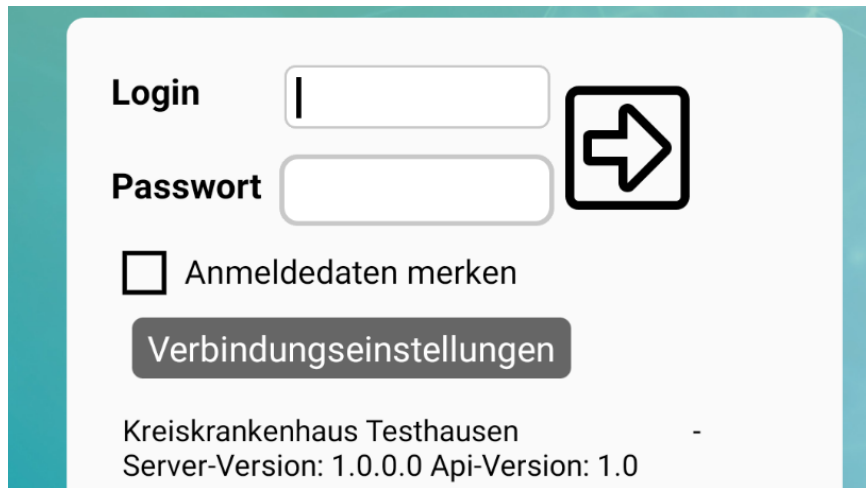 Login
Passwort
Anmeldedaten merken
Verbindungseinstellungen
Kreiskrankenhaus Testhausen -
Server-Version: 1.0.0.0 Api-Version: 1.0